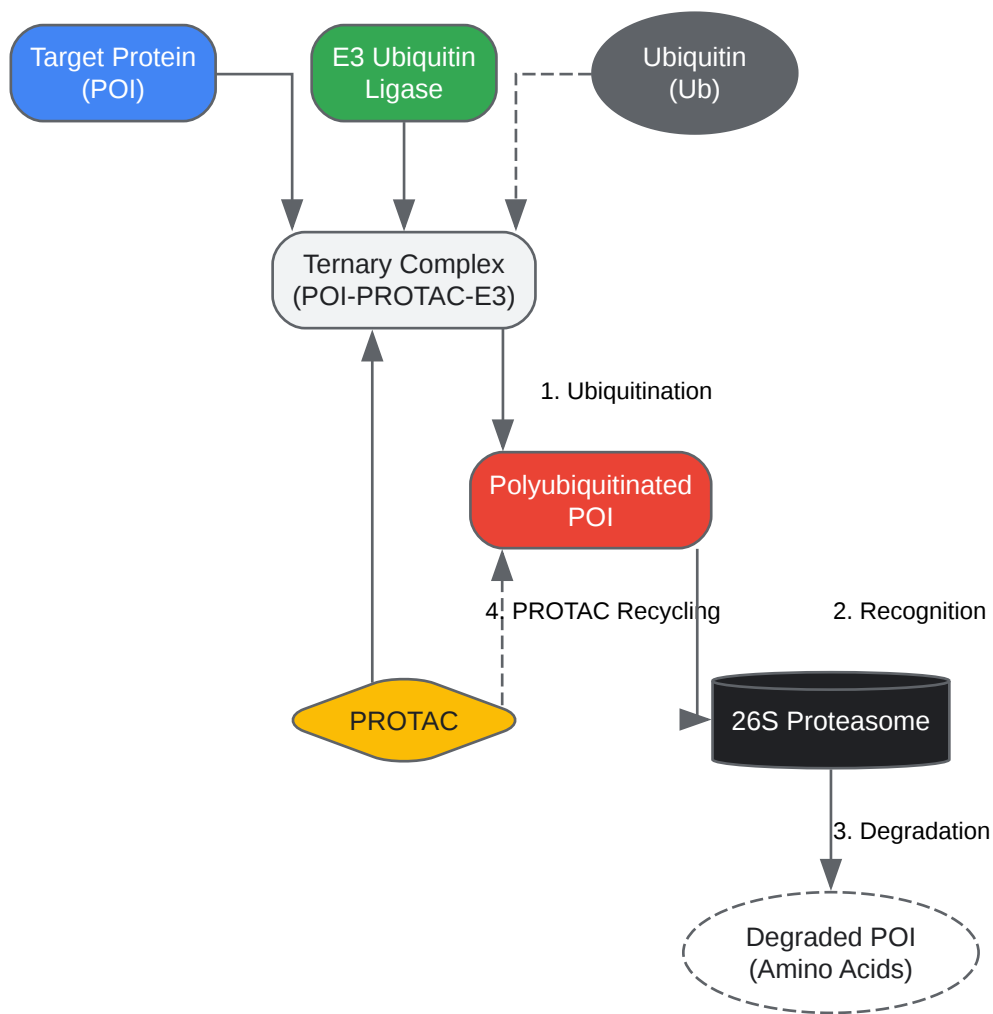 Target Protein
(POI)
E3 Ubiquitin
Ligase
Ubiquitin
(Ub)
Ternary Complex
(POI-PROTAC-E3)
1. Ubiquitination
Polyubiquitinated
POI
4. PROTAC Recycling
2. Recognition
PROTAC
26S Proteasome
3. Degradation
Degraded POI
(Amino Acids)